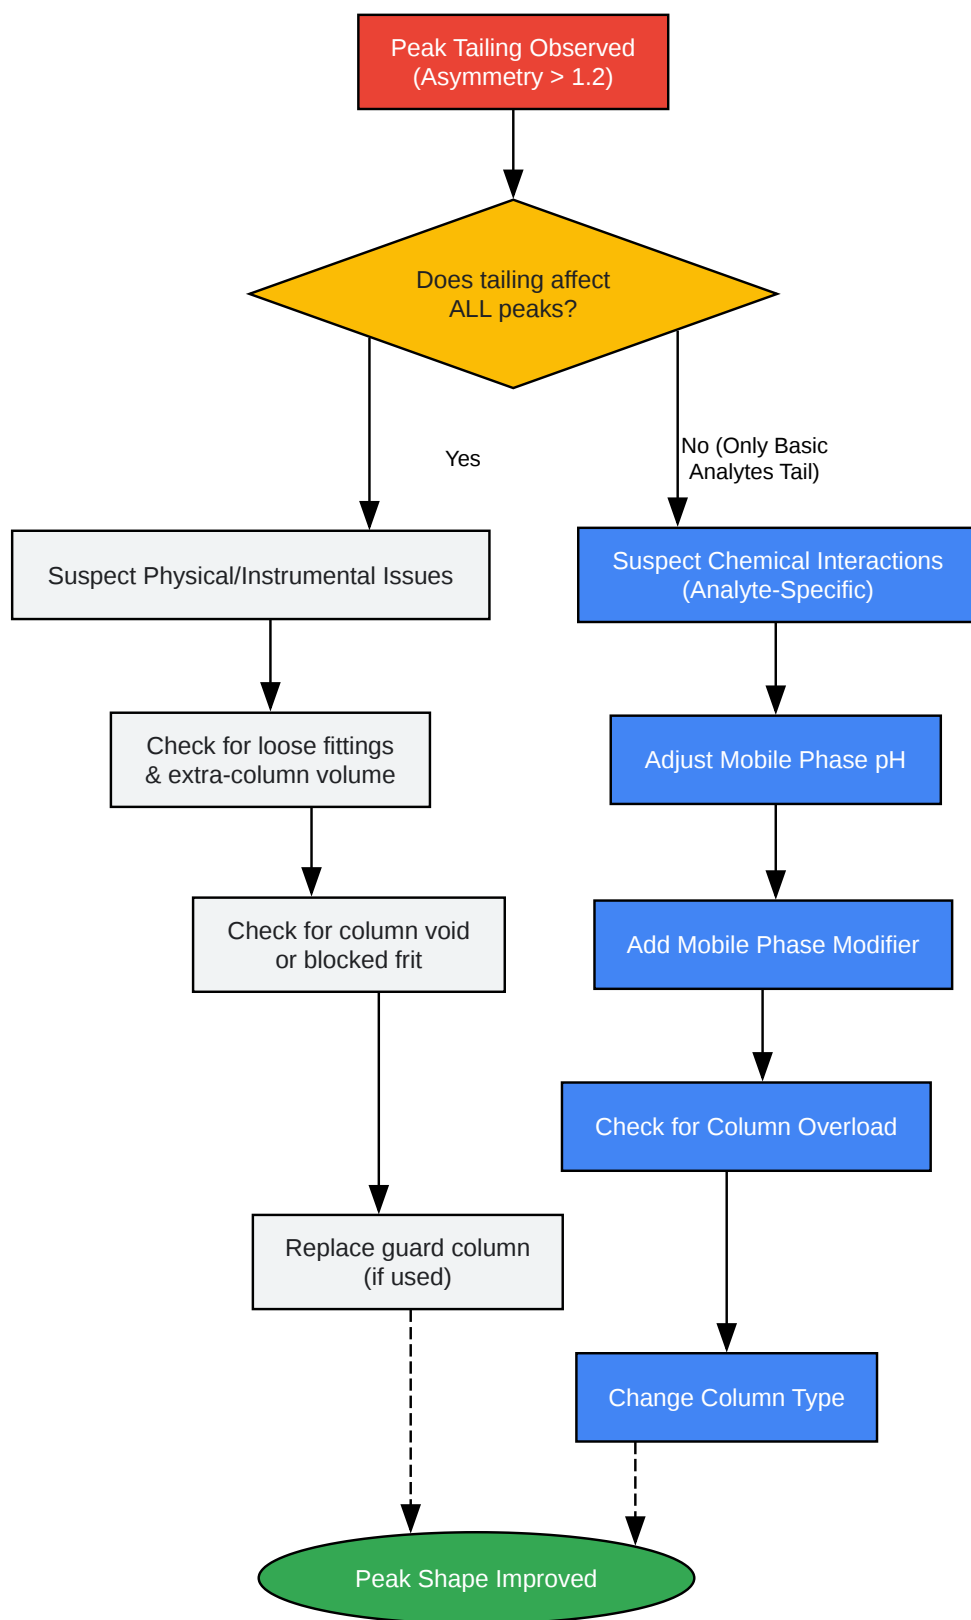 Peak Tailing Observed
(Asymmetry > 1.2)
Does tailing affect
ALL peaks?
Yes
No (Only Basic
Analytes Tail)
Suspect Physical/Instrumental Issues
Suspect Chemical Interactions
(Analyte-Specific)
Check for loose fittings
& extra-column volume
Adjust Mobile Phase pH
Check for column void
or blocked frit
Add Mobile Phase Modifier
Check for Column Overload
Replace guard column
(if used)
Change Column Type
Peak Shape Improved